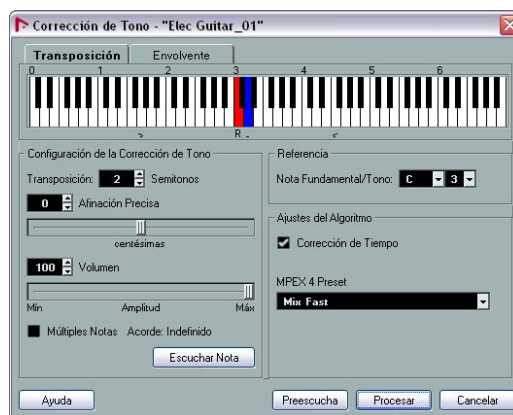 Corrección de Tono - "Elec Guitar_01"
Transposición Envolvente
0 1 2 3 4 5 6
> R - <
Configuración de la Corrección de Tono
Transposición: 2 Semitonos
0 Afinación Precisa
centésimas
100 Volumen
Mín Amplitud Máx
Múltiples Notas Acorde: Indefinido
Escuchar Nota
Referencia
Nota Fundamental/Tono: C 3
Ajustes del Algoritmo
Corrección de Tiempo
MPEX 4 Preset
Mix Fast
Ayuda Preescucha Procesar Cancelar